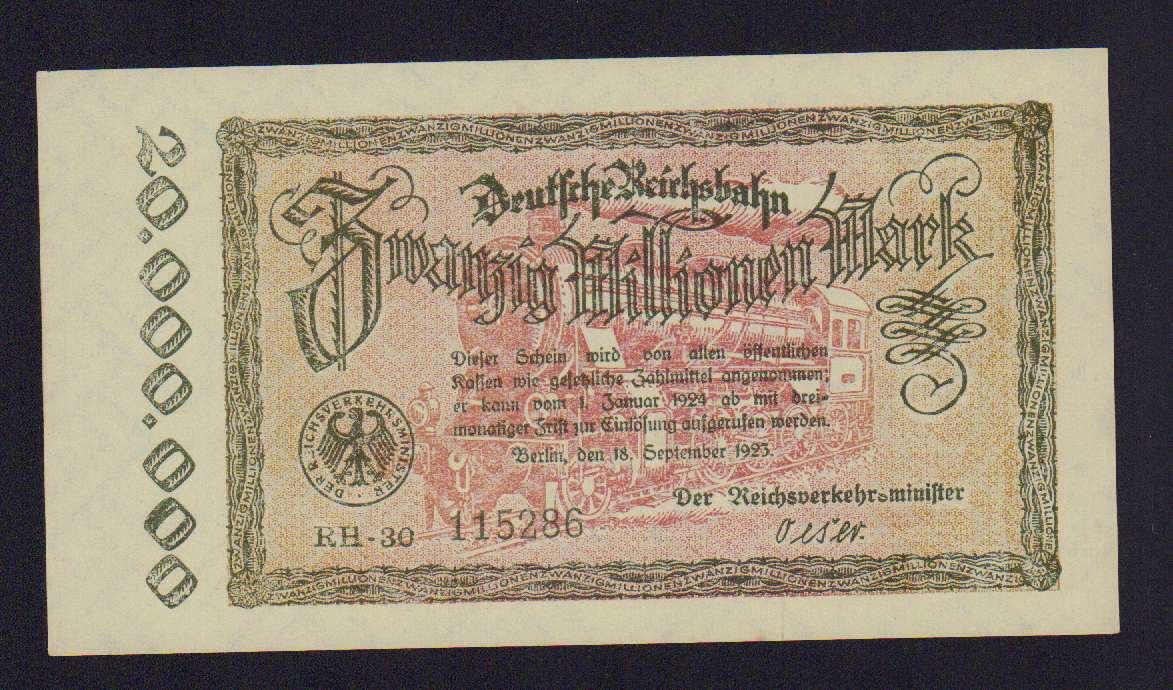 20.000.000
ZWANZIGMILLIONENZWANZIGMILLIONENZWANZIGMILLIONENZWANZIG
Deutsche Reichsbahn
Zwanzig Millionen Mark
Dieser Schein wird von allen öffentlichen
Kassen wie gesetzliche Zahlmittel angenommen;
er kann vom 1. Januar 1924 ab mit drei-
monatiger Frist zur Einlösung aufgerufen werden.
Berlin, den 18. September 1923.
DER REICHSVERKEHRSMINISTER
Der Reichsverkehrsminister
RH-30 115286
Oeser.